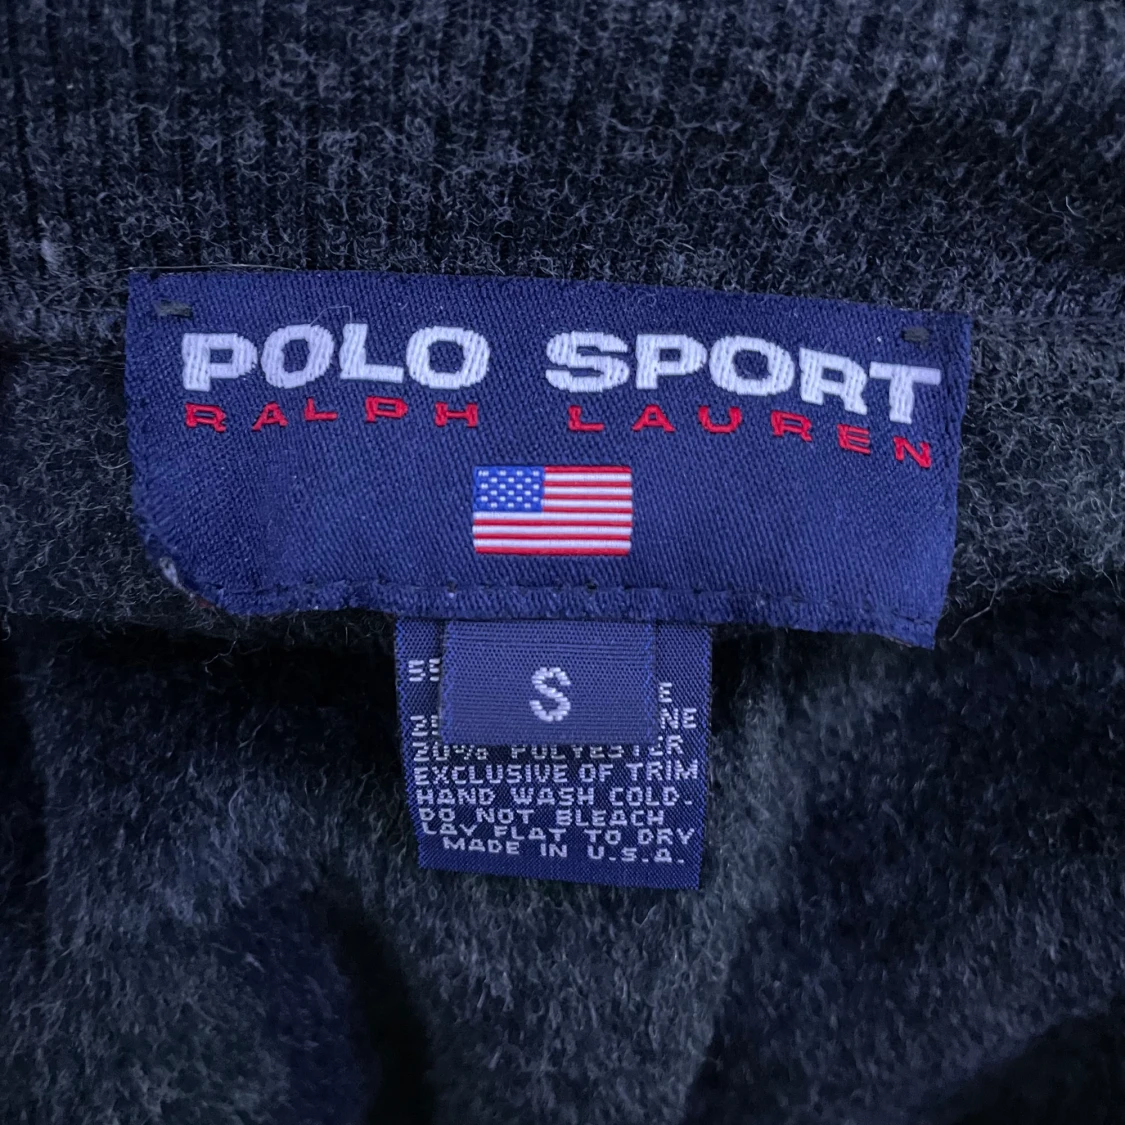 POLO SPORT
RALPH LAUREN
S
20% POLYESTER
EXCLUSIVE OF TRIM
HAND WASH COLD.
DO NOT BLEACH
LAY FLAT TO DRY
MADE IN U.S.A.